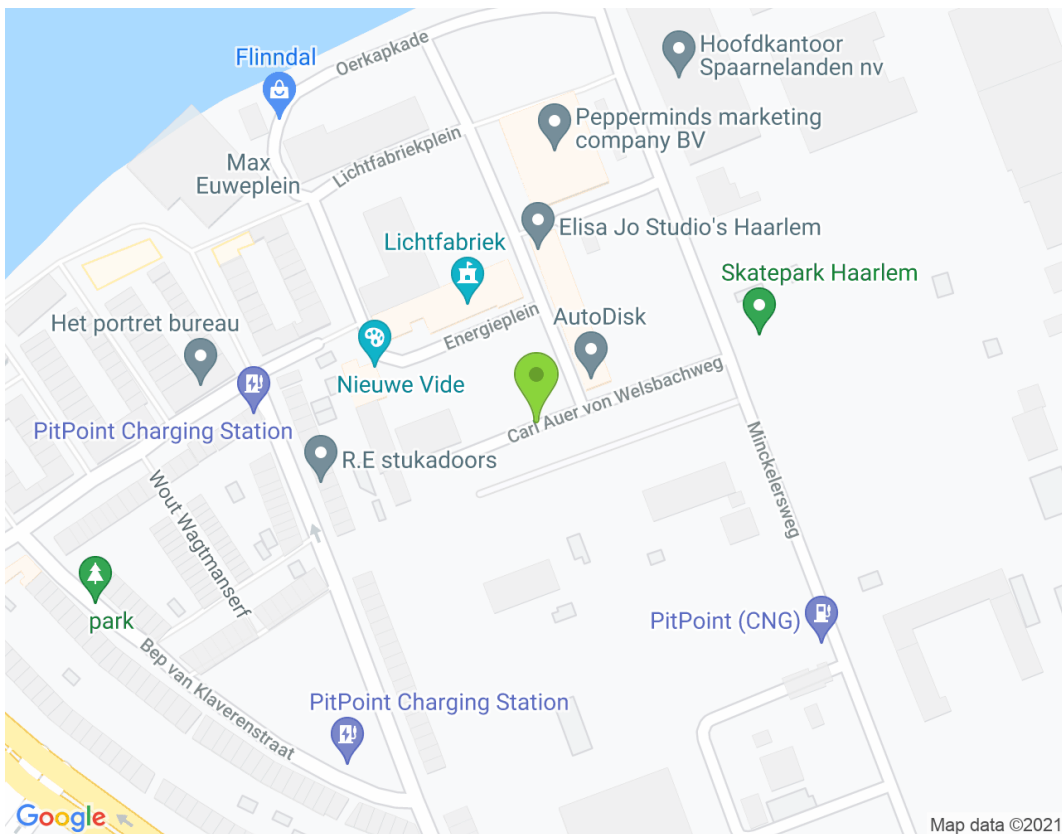 Hoofdkantoor
Spaarnelanden nv
Flinndal
Oerkapkade
Pepperminds marketing
company BV
Lichtfabriekplein
Max
Euweplein
Elisa Jo Studio's Haarlem
Lichtfabriek
Skatepark Haarlem
Energieplein
AutoDisk
Het portret bureau
Nieuwe Vide
Carl Auer von Welsbachweg
PitPoint Charging Station
R.E stukadoors
Minckelersweg
Wout Wagtmanserf
park
PitPoint (CNG)
Bep van Klaverenstraat
PitPoint Charging Station
Google
Map data ©2021